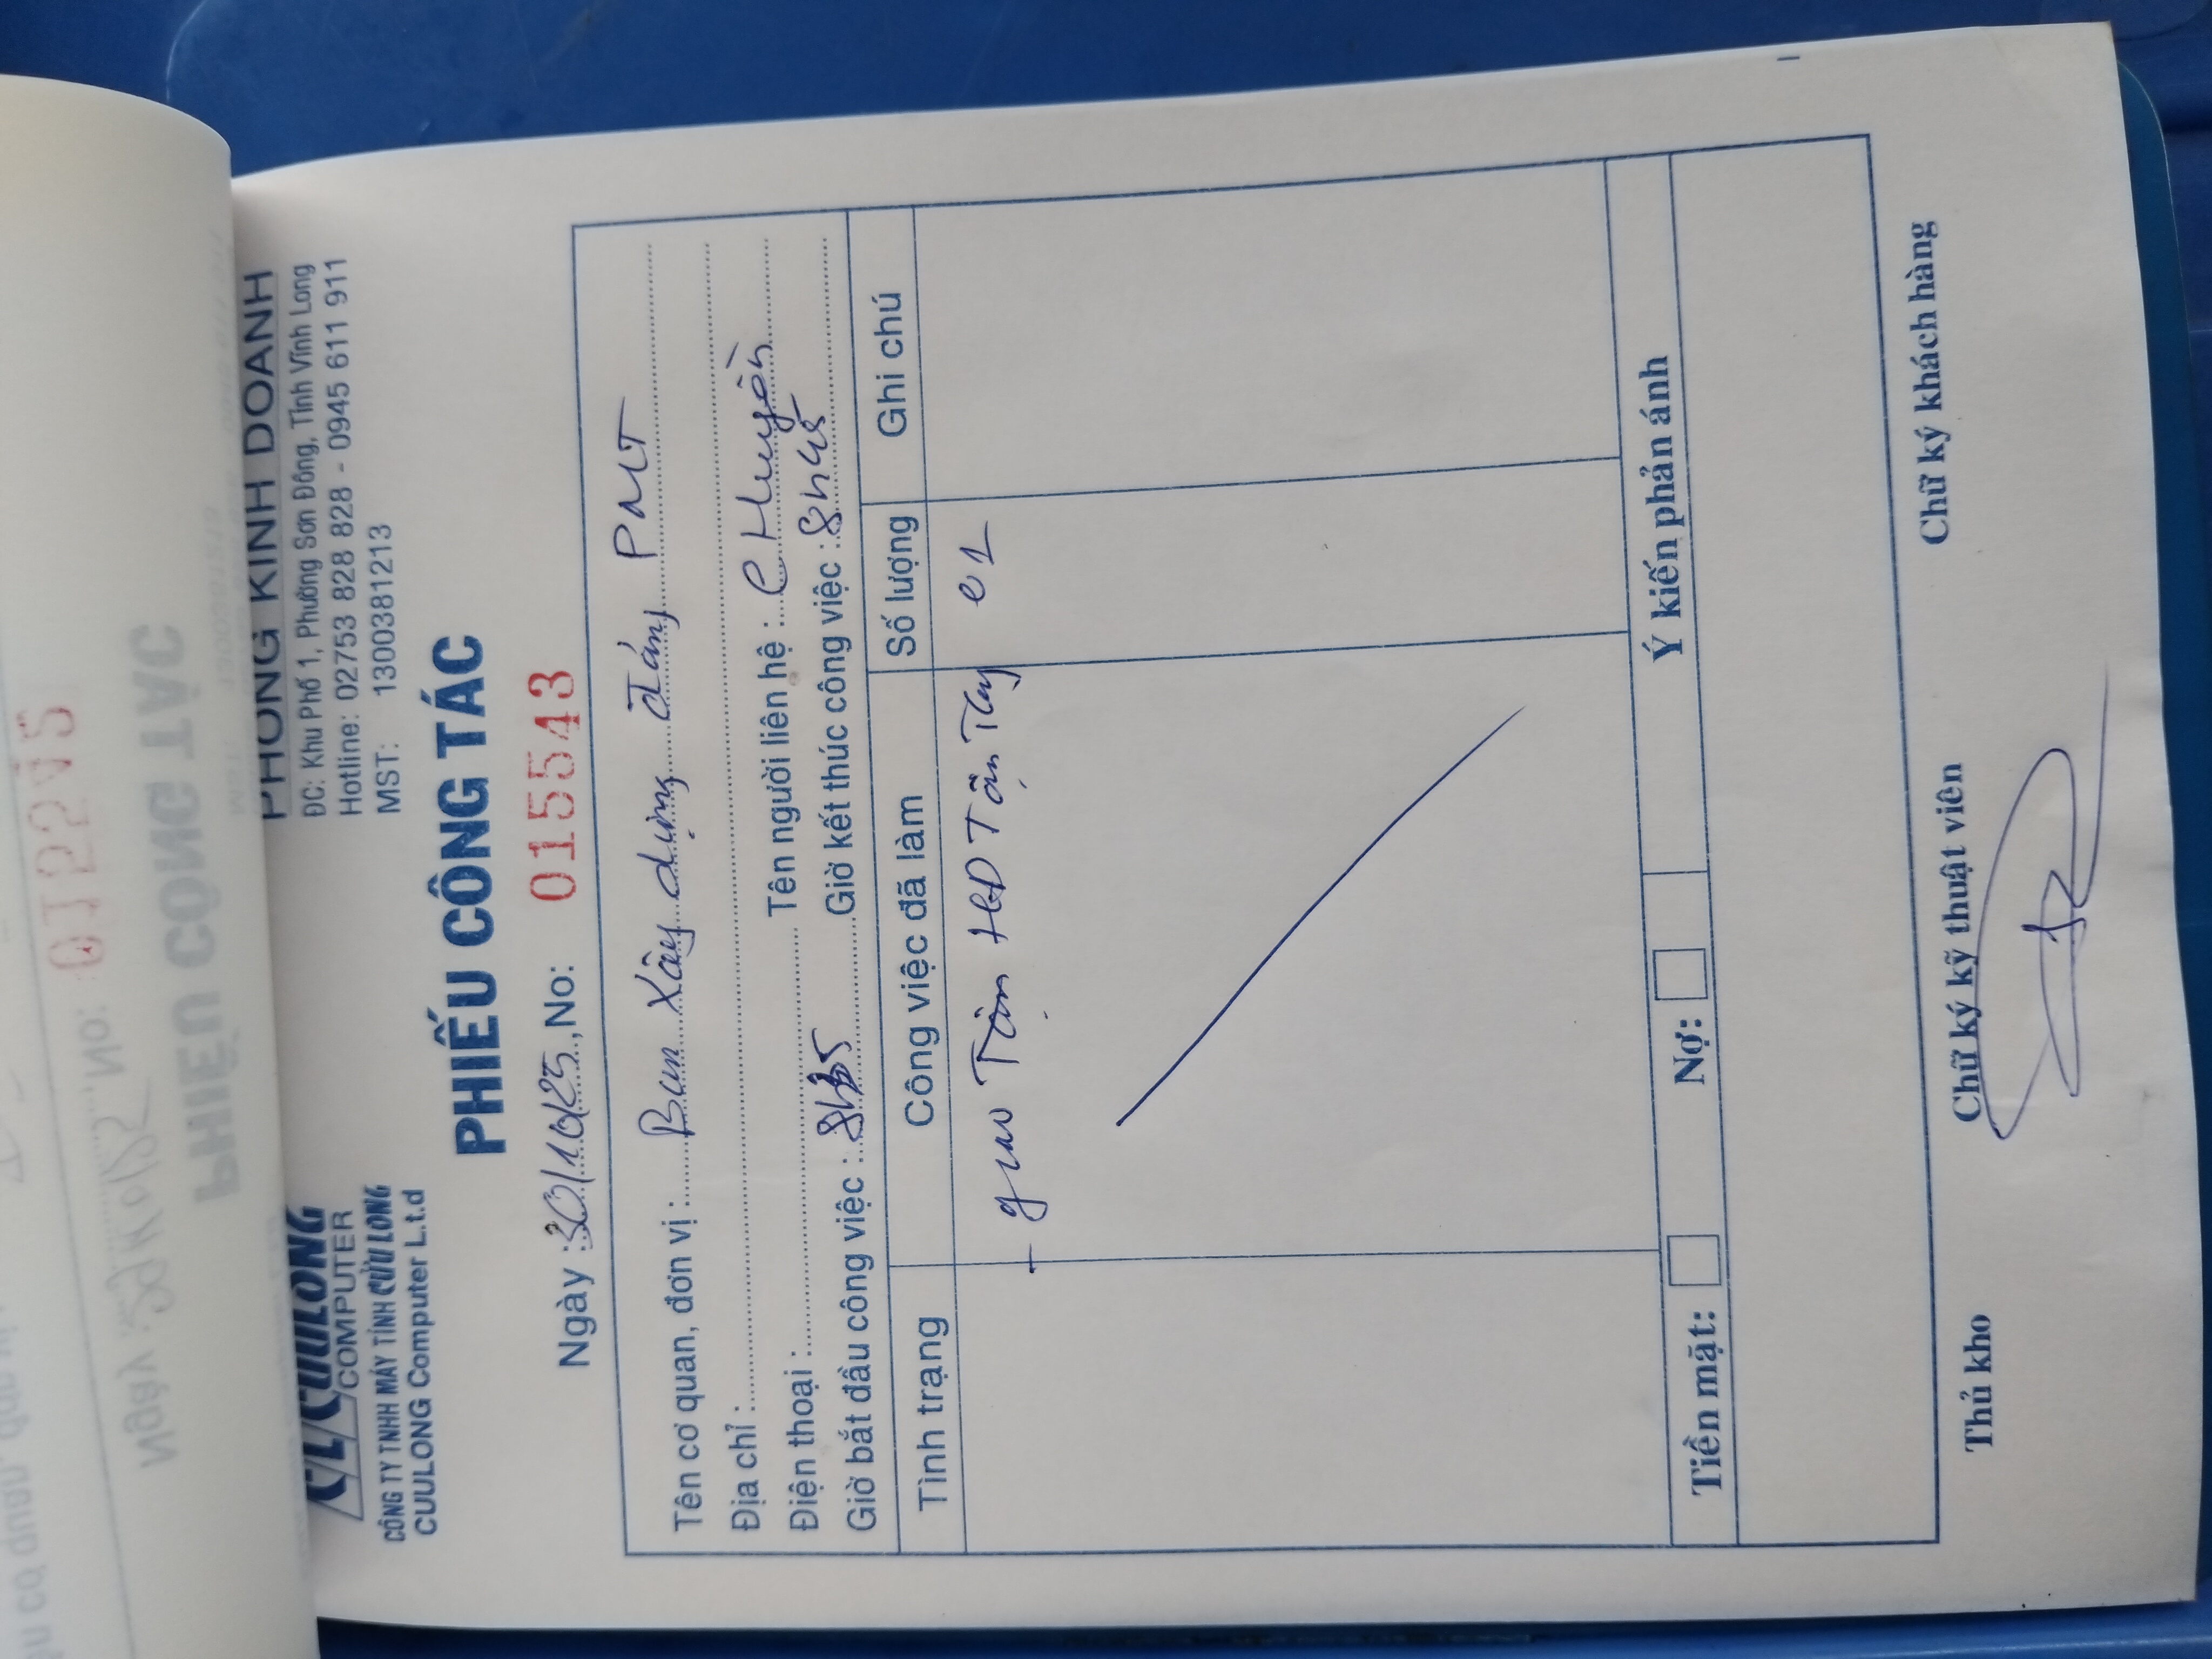 CL CUULONG
COMPUTER
CÔNG TY TNHH MÁY TÍNH CỬU LONG
CUULONG Computer L.t.d
PHÒNG KINH DOANH
ĐC: Khu Phố 1, Phường Sơn Đông, Tỉnh Vĩnh Long
Hotline: 02753 828 828 - 0945 611 911
MST: 1300381213
PHIẾU CÔNG TÁC
Ngày : 30/10/25, No: 015543
Tên cơ quan, đơn vị : Ban Xây dựng Đảng PMT
Địa chỉ :
Điện thoại : Tên người liên hệ : C Huyền
Giờ bắt đầu công việc : Giờ kết thúc công việc : 8h45
Tình trạng Công việc đã làm Số lượng Ghi chú
+ giao Tận HĐ Tận Tay 01
Tiền mặt: Nợ: Ý kiến phản ánh
Thủ kho Chữ ký kỹ thuật viên Chữ ký khách hàng